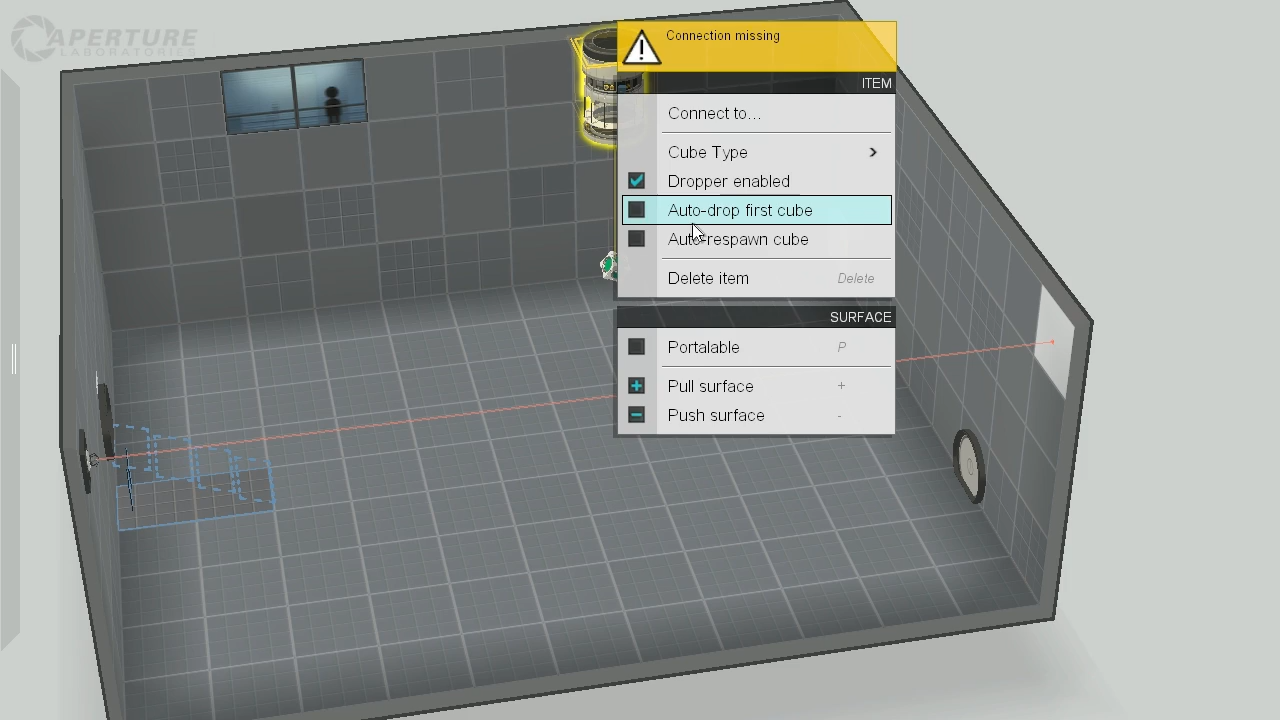 APERTURE
LABORATORIES
Connection missing
ITEM
Connect to...
Cube Type
Dropper enabled
Auto-drop first cube
Auto-respawn cube
Delete item Delete
SURFACE
Portalable P
Pull surface +
Push surface -